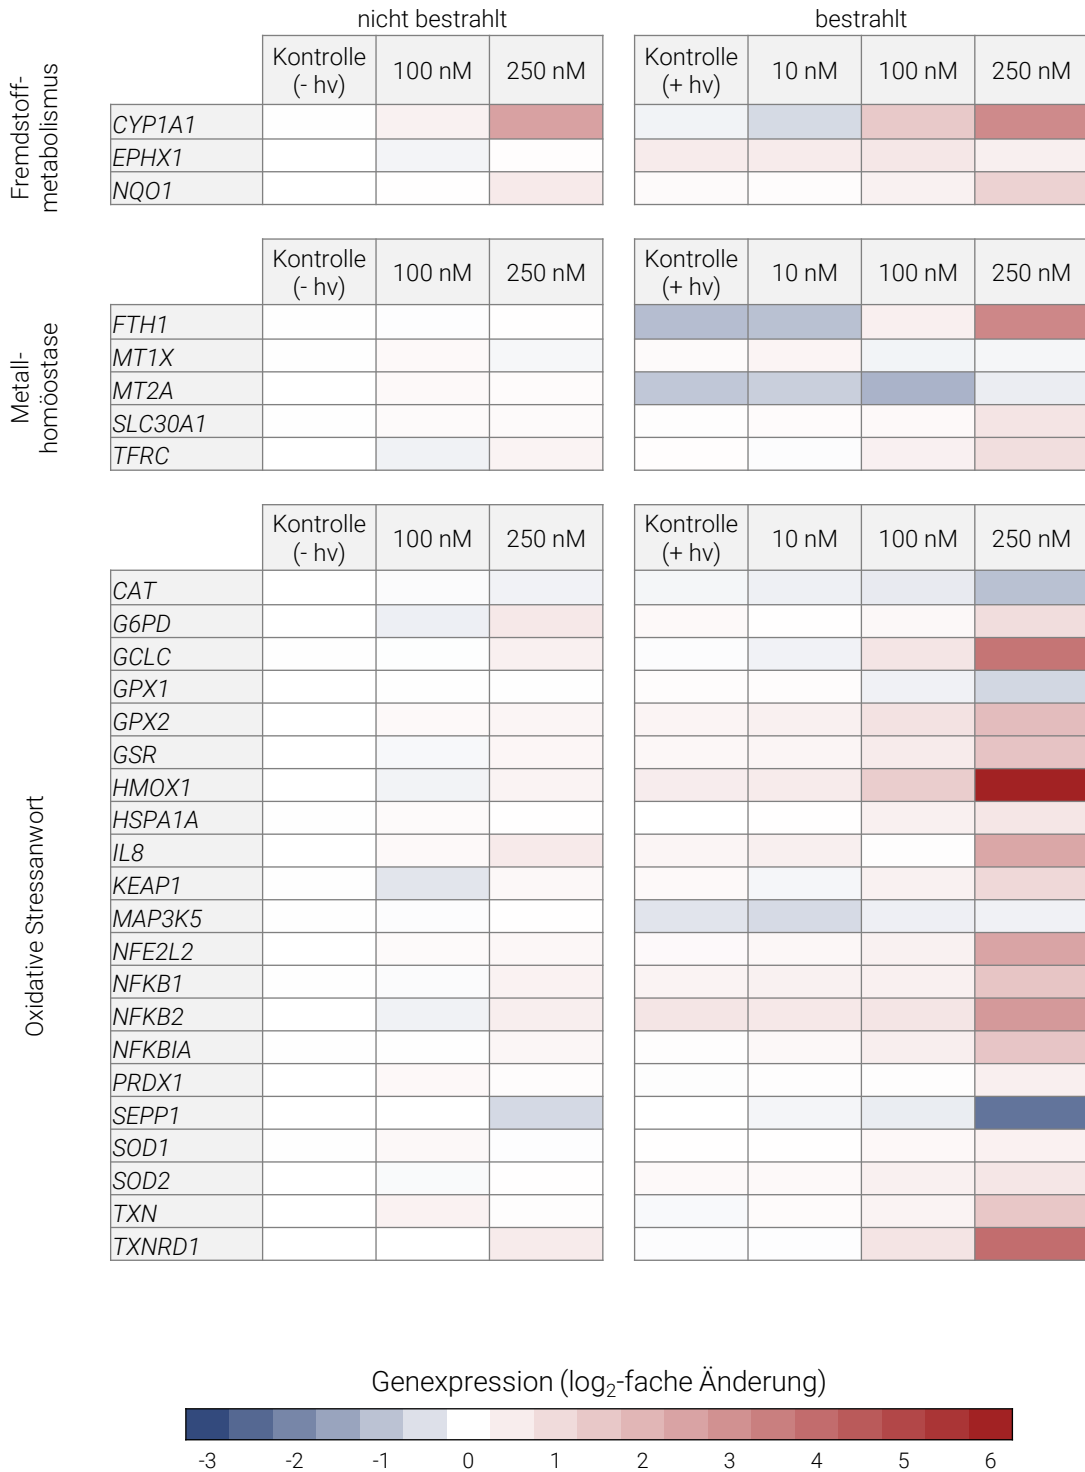 nicht bestrahlt
bestrahlt
Fremdstoff-
metabolismus
Kontrolle
(- hv)
100 nM
250 nM
Kontrolle
(+ hv)
10 nM
100 nM
250 nM
CYP1A1
EPHX1
NQO1
Metall-
homöostase
Kontrolle
(- hv)
100 nM
250 nM
Kontrolle
(+ hv)
10 nM
100 nM
250 nM
FTH1
MT1X
MT2A
SLC30A1
TFRC
Oxidative Stressanwort
Kontrolle
(- hv)
100 nM
250 nM
Kontrolle
(+ hv)
10 nM
100 nM
250 nM
CAT
G6PD
GCLC
GPX1
GPX2
GSR
HMOX1
HSPA1A
IL8
KEAP1
MAP3K5
NFE2L2
NFKB1
NFKB2
NFKBIA
PRDX1
SEPP1
SOD1
SOD2
TXN
TXNRD1
Genexpression (log₂-fache Änderung)
-3 -2 -1 0 1 2 3 4 5 6